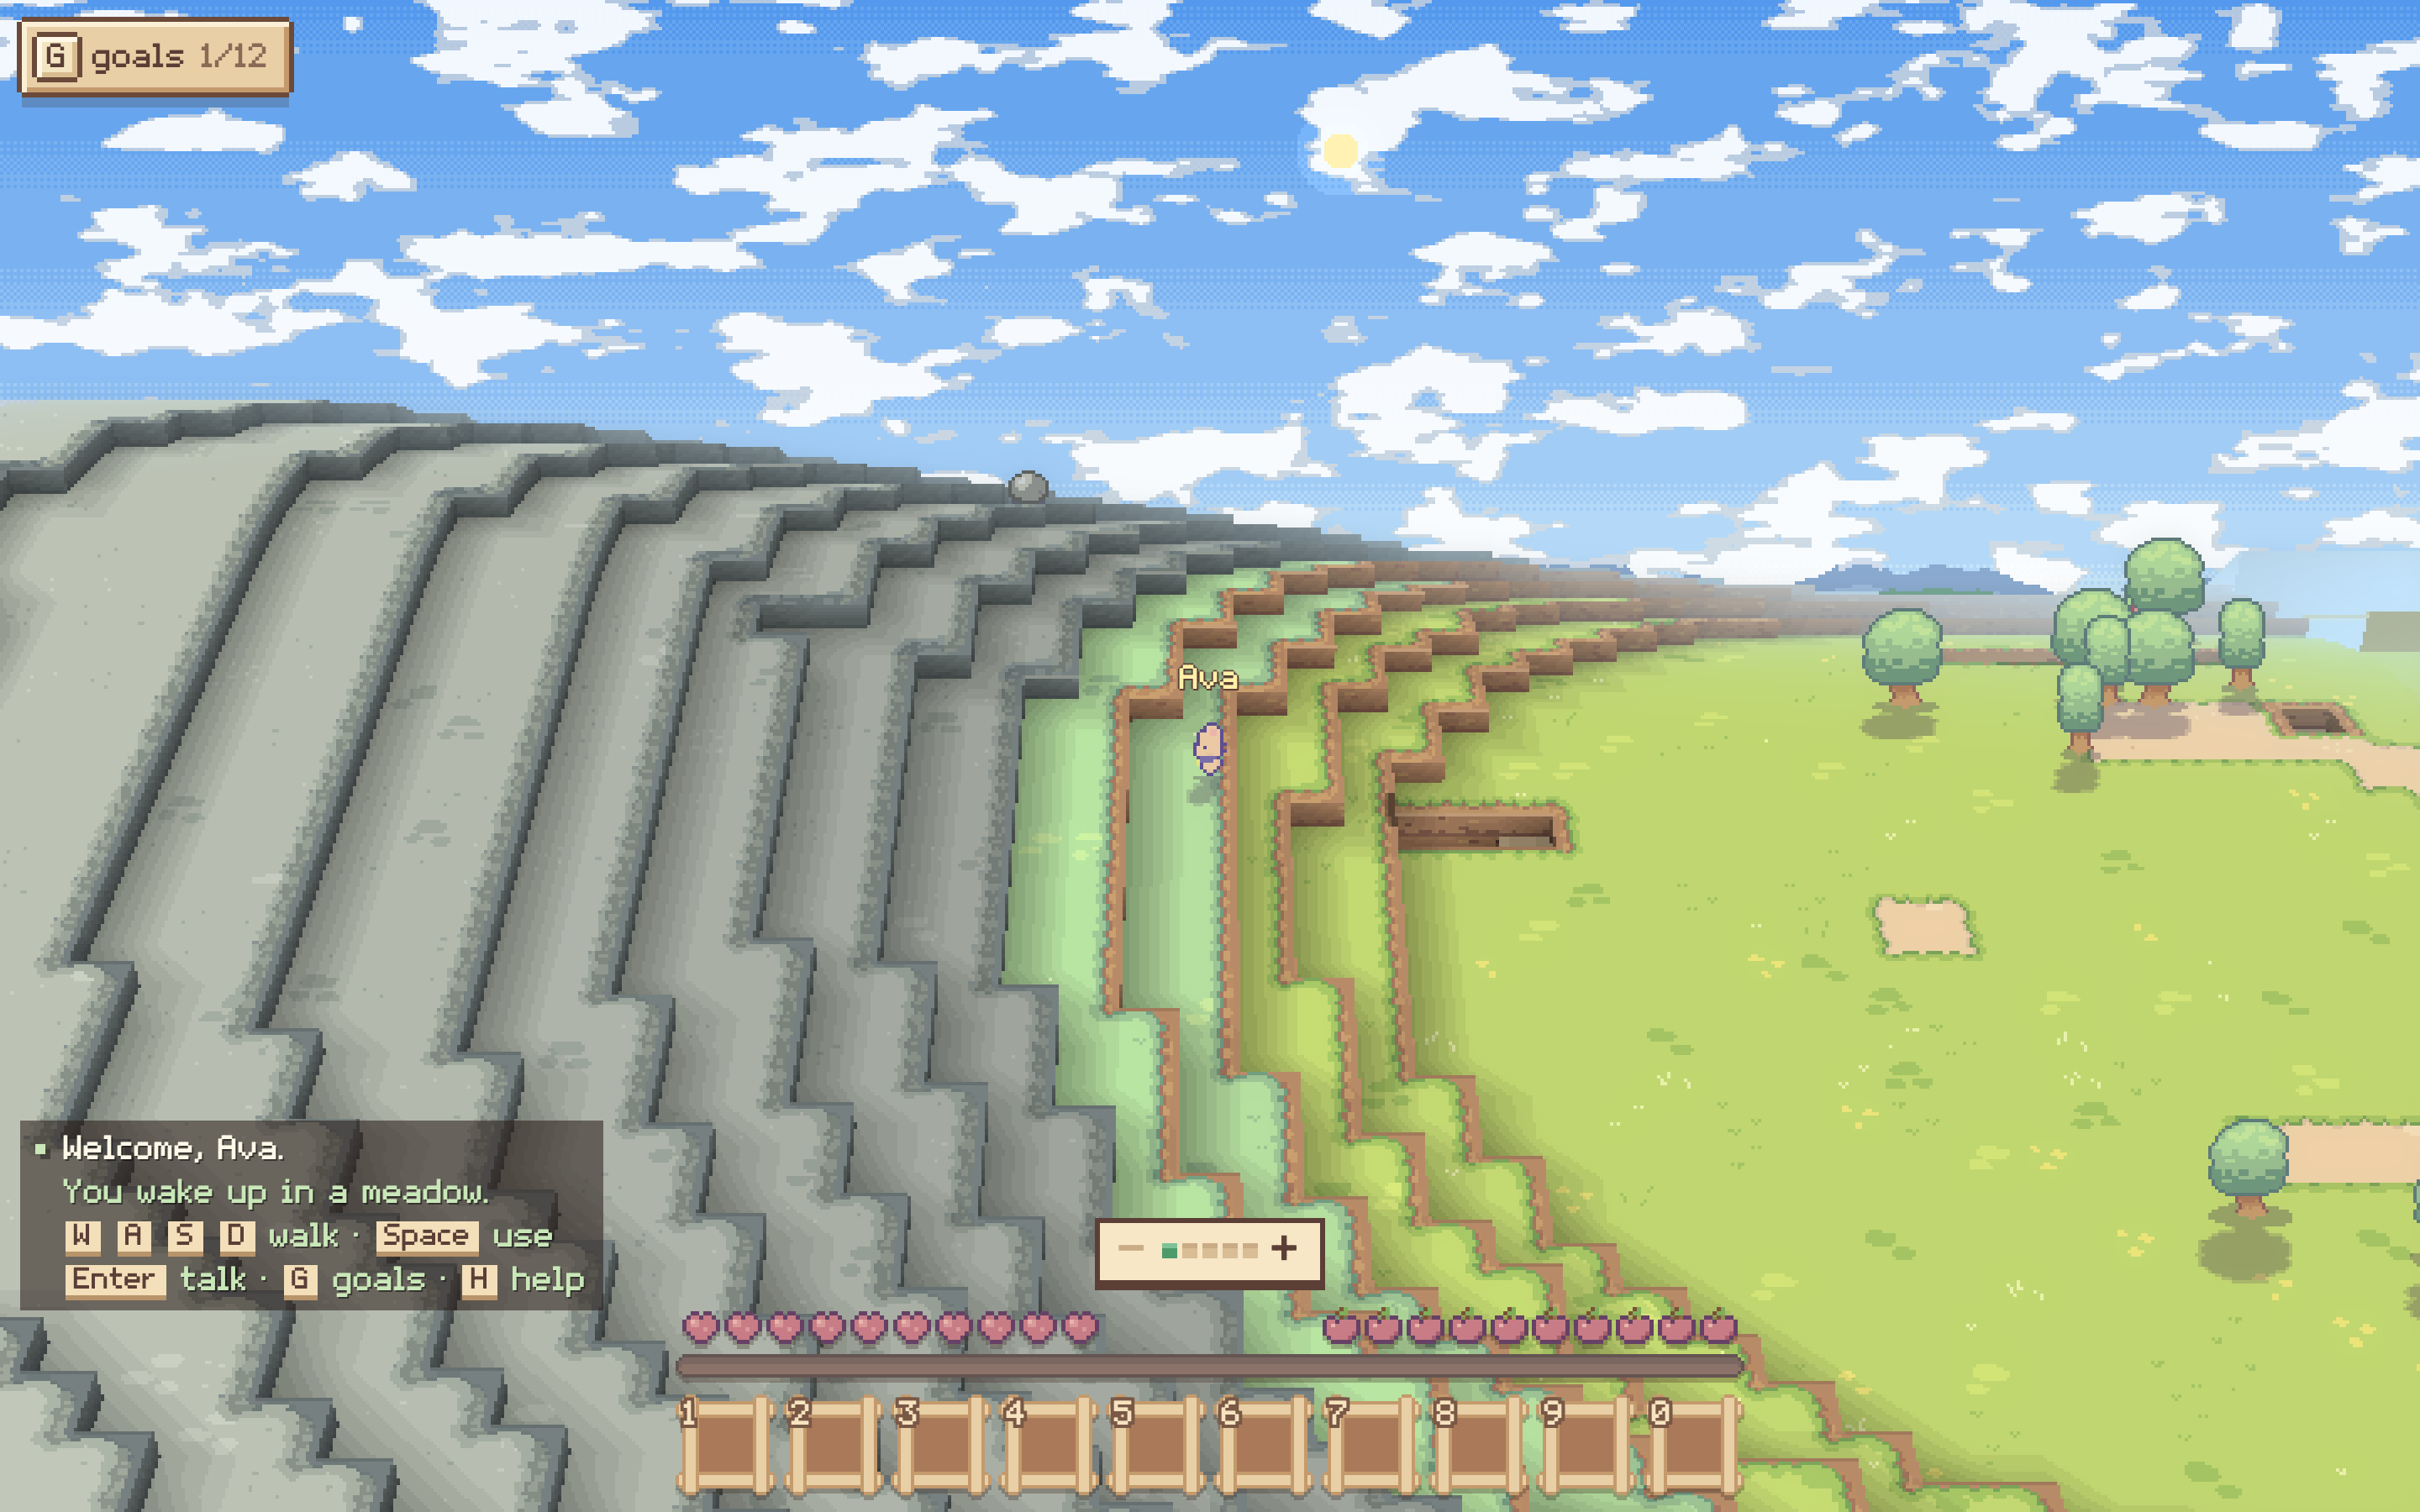 G goals 1/12
Ava
Welcome, Ava.
You wake up in a meadow.
W A S D walk · Space use
Enter talk · G goals · H help
1 2 3 4 5 6 7 8 9 0